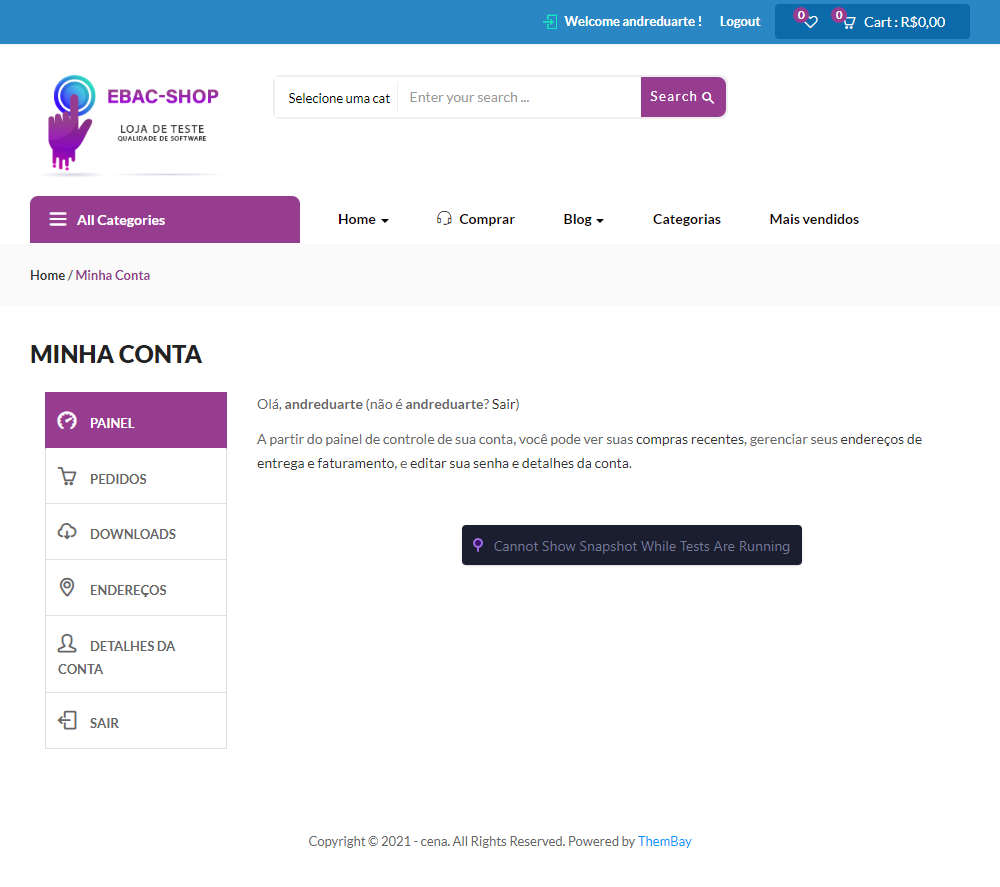 Welcome andreduarte !
Logout
0
0
Cart : R$0,00
EBAC-SHOP
LOJA DE TESTE
QUALIDADE DE SOFTWARE
Selecione uma cat
Enter your search ...
Search
All Categories
Home
Comprar
Blog
Categorias
Mais vendidos
Home / Minha Conta
MINHA CONTA
PAINEL
PEDIDOS
DOWNLOADS
ENDEREÇOS
DETALHES DA
CONTA
SAIR
Olá, andreduarte (não é andreduarte? Sair)
A partir do painel de controle de sua conta, você pode ver suas compras recentes, gerenciar seus endereços de
entrega e faturamento, e editar sua senha e detalhes da conta.
Cannot Show Snapshot While Tests Are Running
Copyright © 2021 - cena. All Rights Reserved. Powered by ThemBay